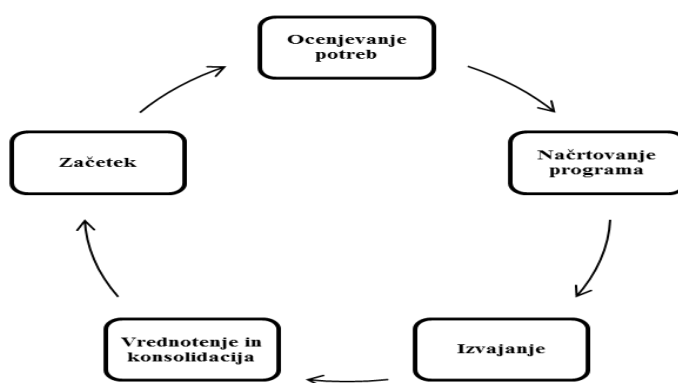 Ocenjevanje
potreb
Načrtovanje
programa
Izvajanje
Vrednotenje in
konsolidacija
Začetek